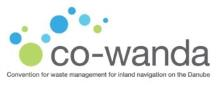 co-wanda
Convention for waste management for inland navigation on the Danube